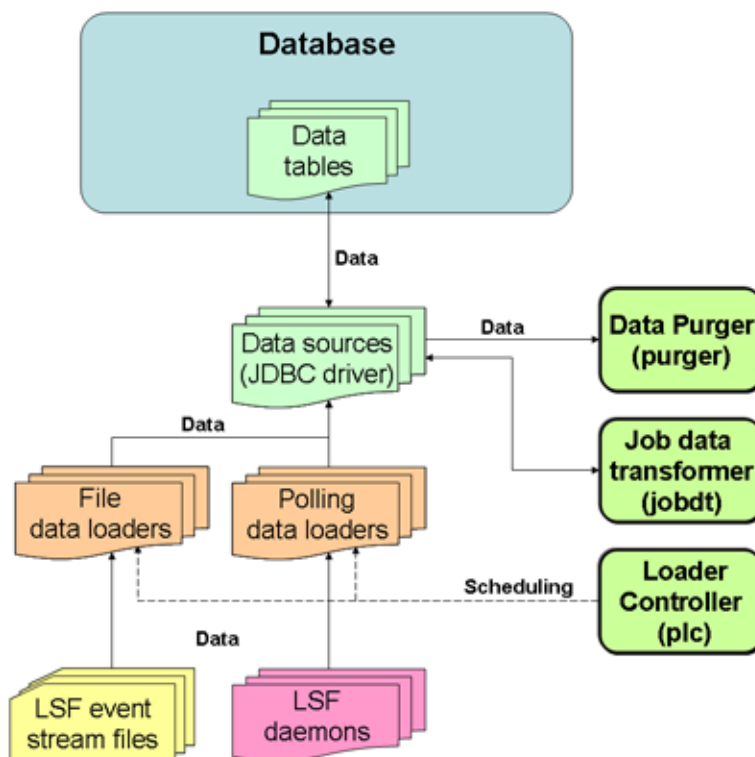 Database
Data
tables
Data
Data sources
(JDBC driver)
Data
Data Purger
(purger)
Data
Job data
transformer
(jobdt)
File
data loaders
Polling
data loaders
Scheduling
Loader
Controller
(plc)
Data
LSF event
stream files
LSF
daemons